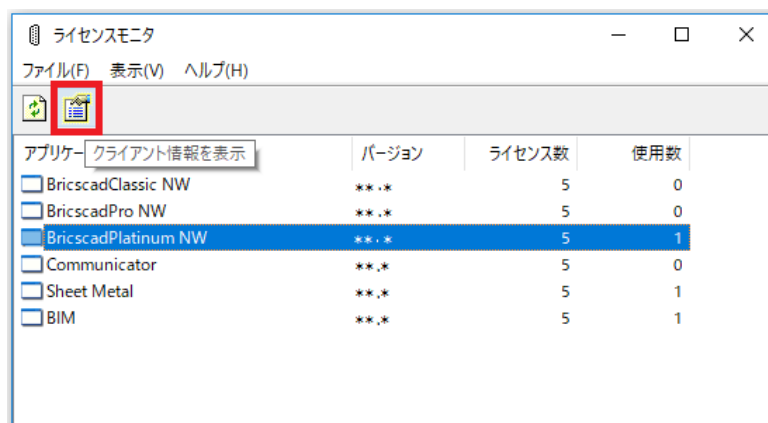 ライセンスモニタ
ファイル(F) 表示(V) ヘルプ(H)
アプリケー クライアント情報を表示 バージョン ライセンス数 使用数
BricscadClassic NW **.* 5 0
BricscadPro NW **.* 5 0
BricscadPlatinum NW **.* 5 1
Communicator **.* 5 0
Sheet Metal **.* 5 1
BIM **.* 5 1